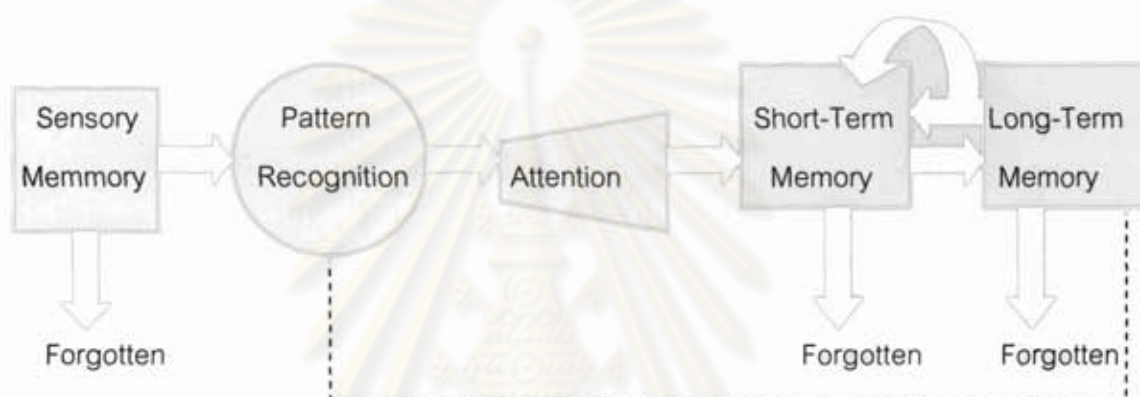 Sensory
Memmory
Pattern
Recognition
Attention
Short-Term
Memory
Long-Term
Memory
Forgotten
Forgotten
Forgotten